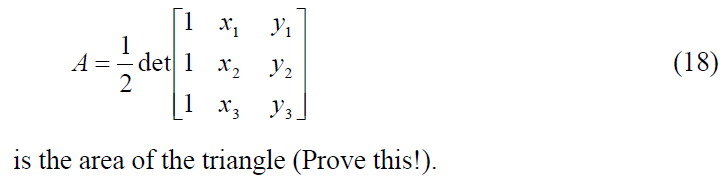 A = 1/2 det [ 1 x₁ y₁
1 x₂ y₂
1 x₃ y₃ ] (18)
is the area of the triangle (Prove this!).